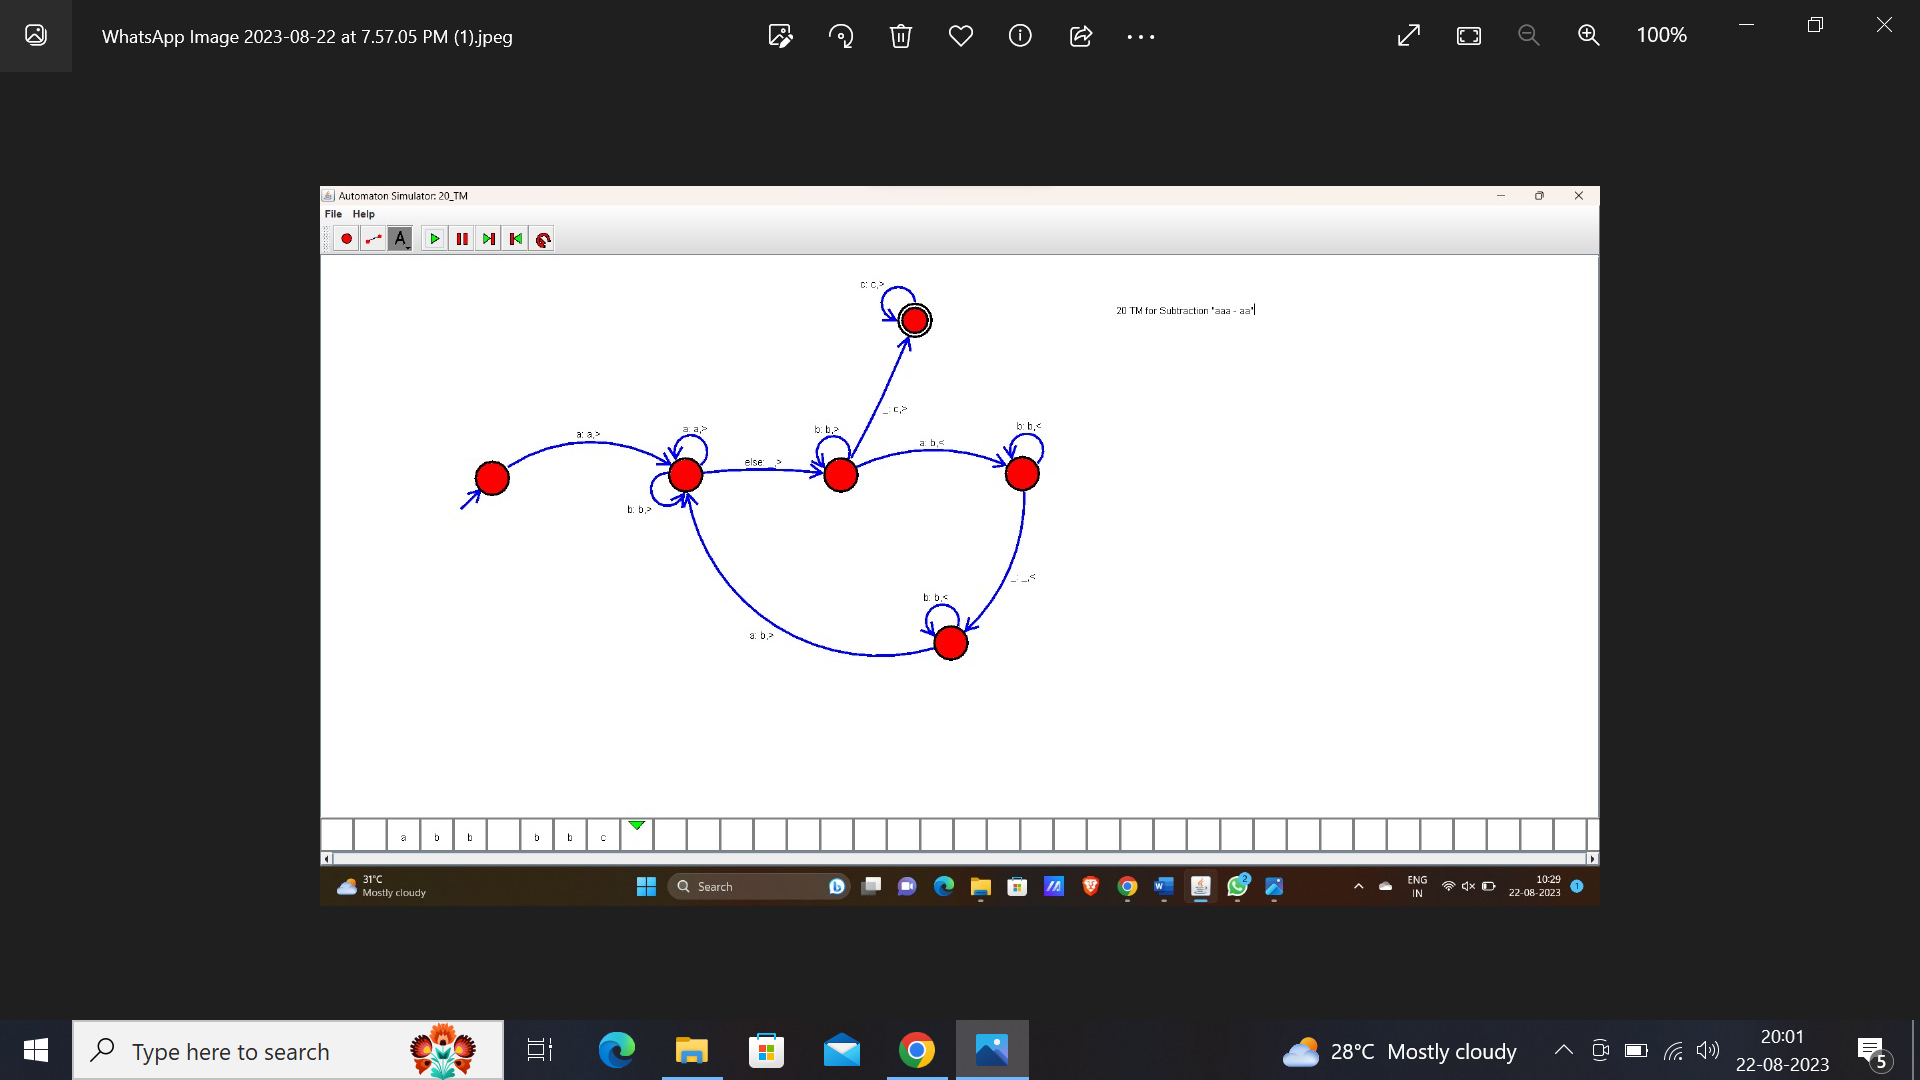 WhatsApp Image 2023-08-22 at 7.57.05 PM (1).jpeg
100%
Automaton Simulator: 20_TM
File Help
A
c: c,>
20 TM for Subtraction "aaa - aa"
_: c,>
a: a,>
a: a,>
b: b,>
a: b,<
b: b,<
else: _,>
b: b,>
_: _,<
b: b,<
a: b,>
a b b b b c
31°C
Mostly cloudy
Search
2
ENG
IN
10:29
22-08-2023
1
Type here to search
28°C Mostly cloudy
20:01
22-08-2023
5